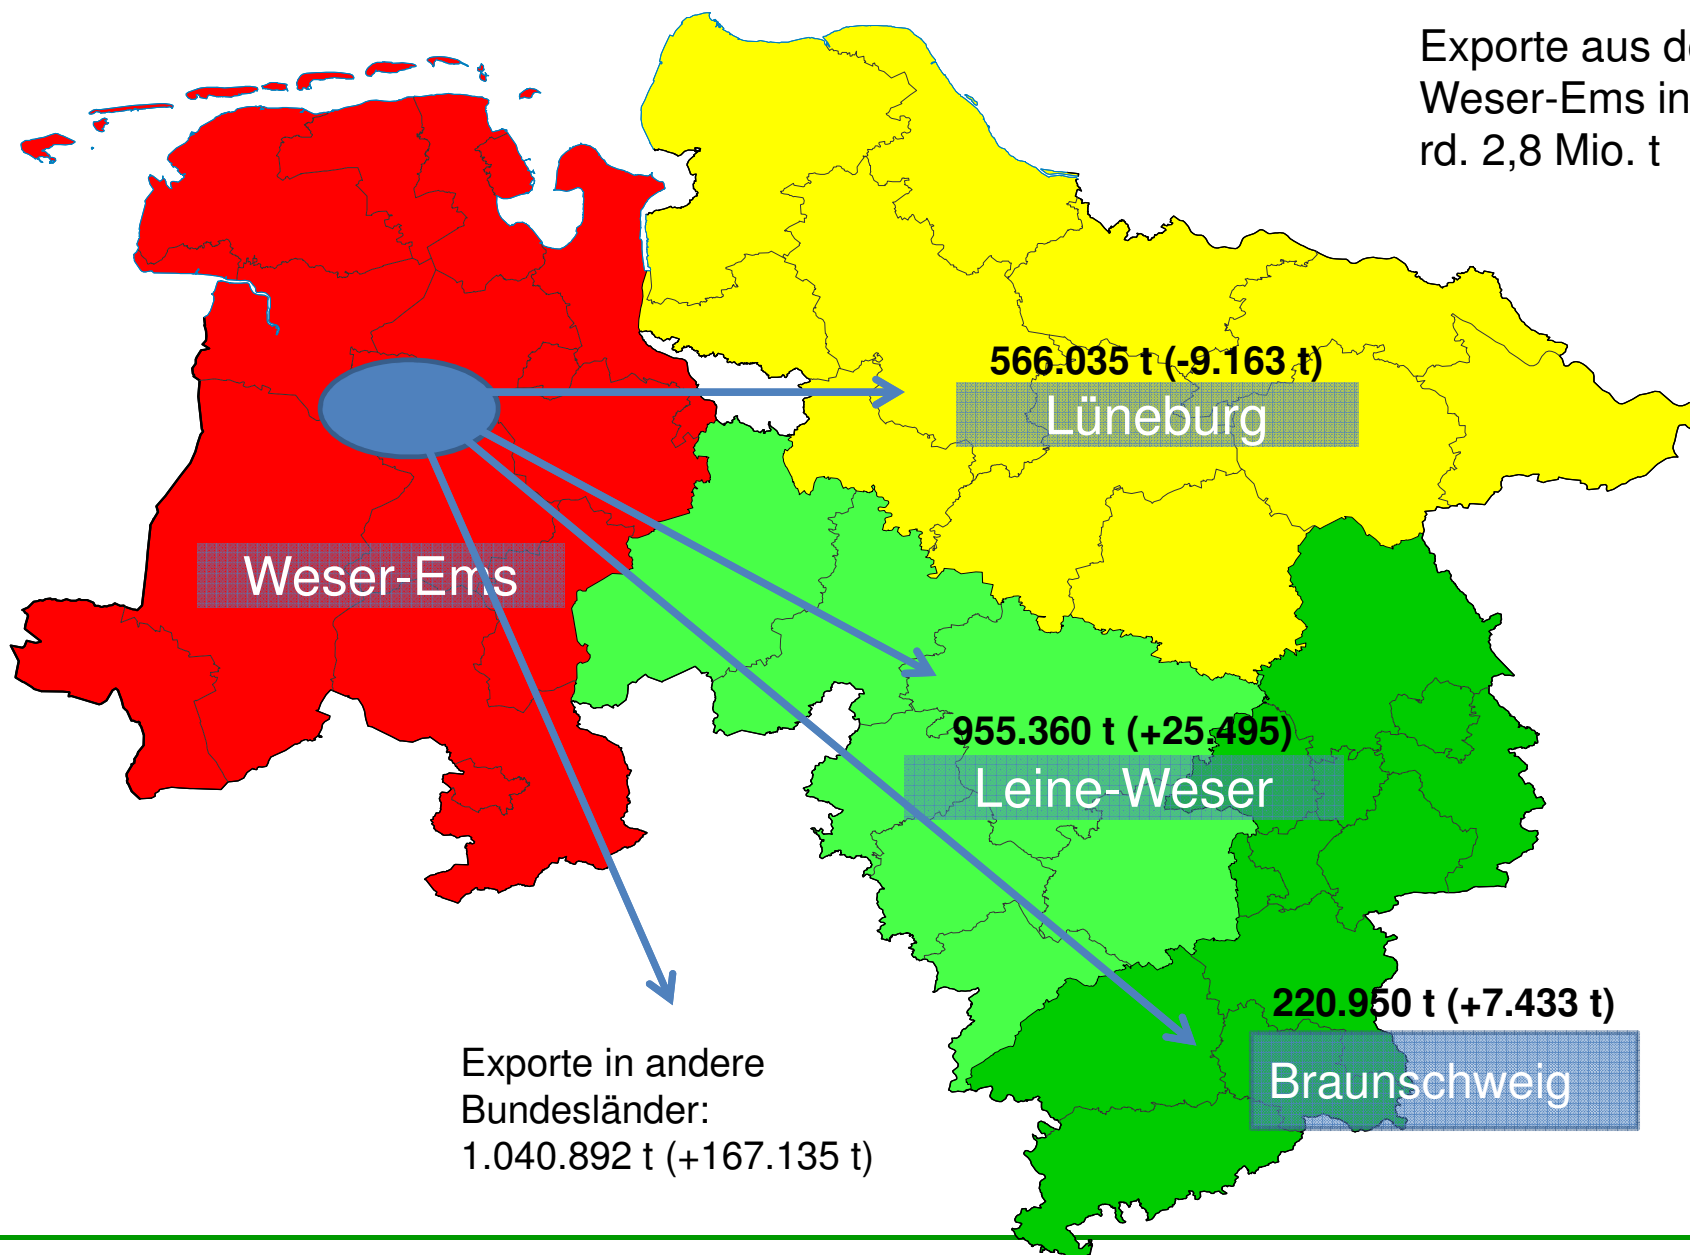 Exporte aus
Weser-Ems in
rd. 2,8 Mio. t
566.035 t (-9.163 t)
Lüneburg
Weser-Ems
955.360 t (+25.495)
Leine-Weser
220.950 t (+7.433 t)
Braunschweig
Exporte in andere
Bundesländer:
1.040.892 t (+167.135 t)